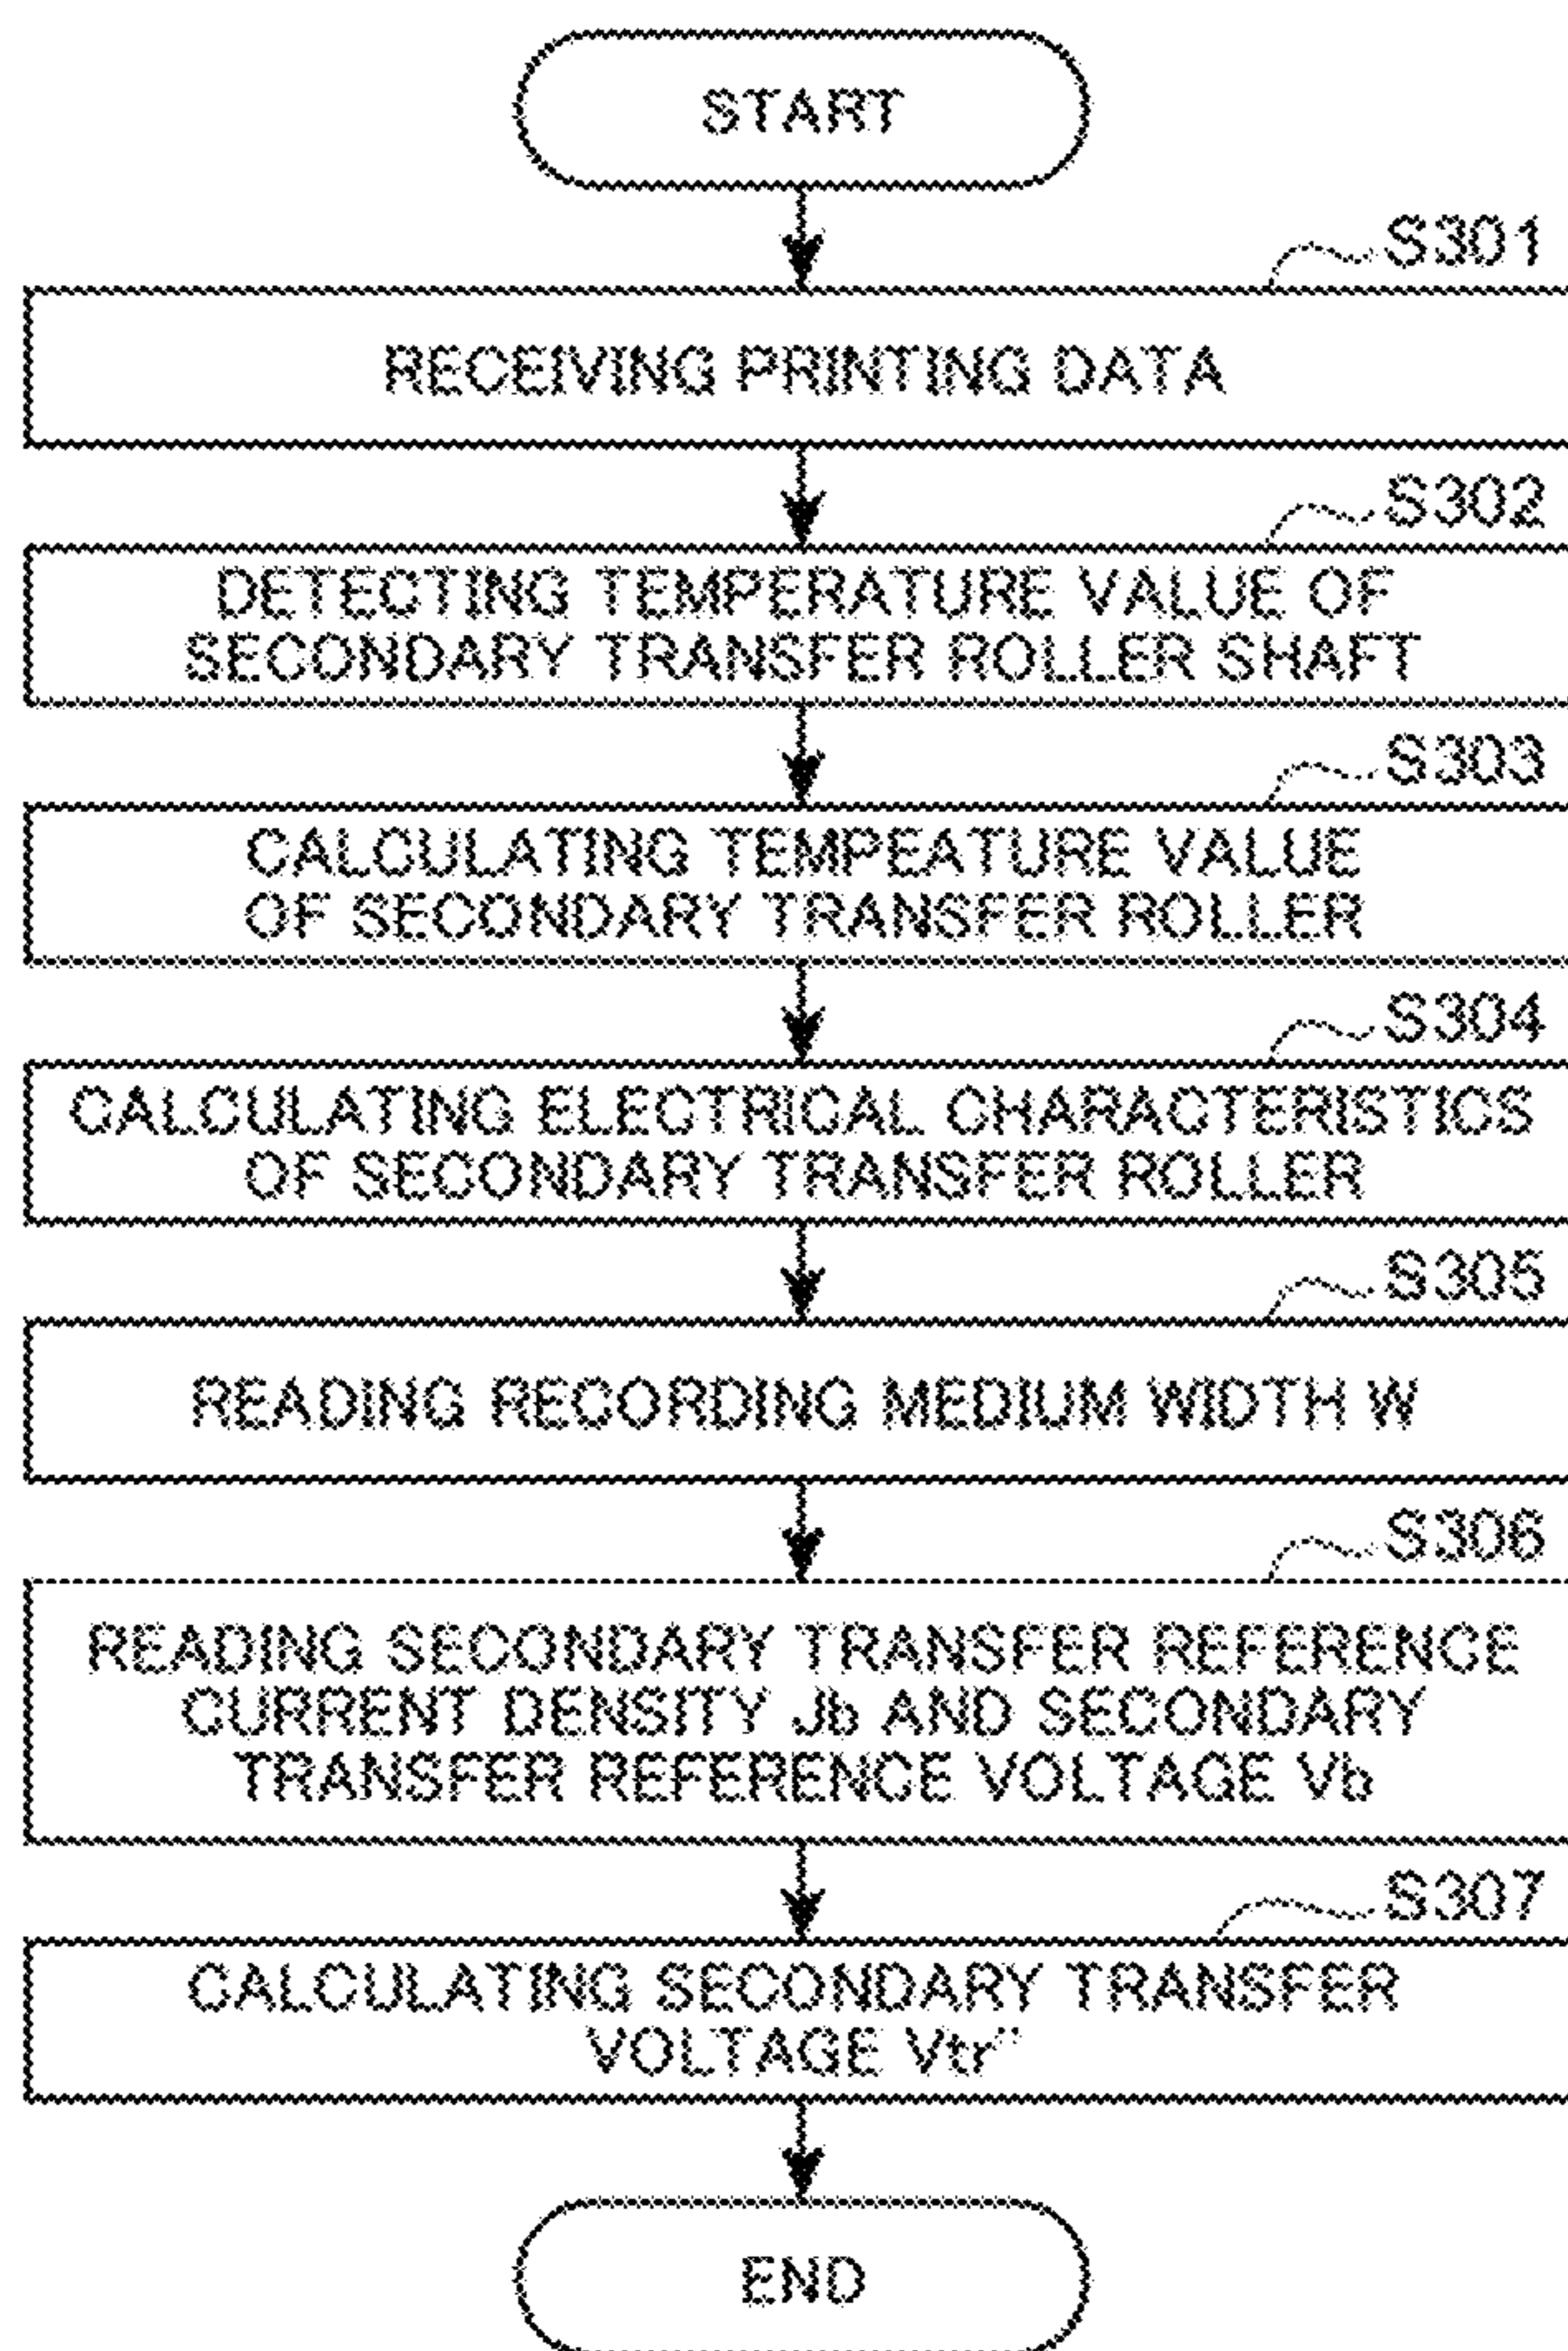 START
S301
RECEIVING PRINTING DATA
S302
DETECTING TEMPERATURE VALUE OF
SECONDARY TRANSFER ROLLER SHAFT
S303
CALCULATING TEMPEATURE VALUE
OF SECONDARY TRANSFER ROLLER
S304
CALCULATING ELECTRICAL CHARACTERISTICS
OF SECONDARY TRANSFER ROLLER
S305
READING RECORDING MEDIUM WIDTH W
S306
READING SECONDARY TRANSFER REFERENCE
CURRENT DENSITY Jb AND SECONDARY
TRANSFER REFERENCE VOLTAGE Vb
S307
CALCULATING SECONDARY TRANSFER
VOLTAGE Vtr"
END